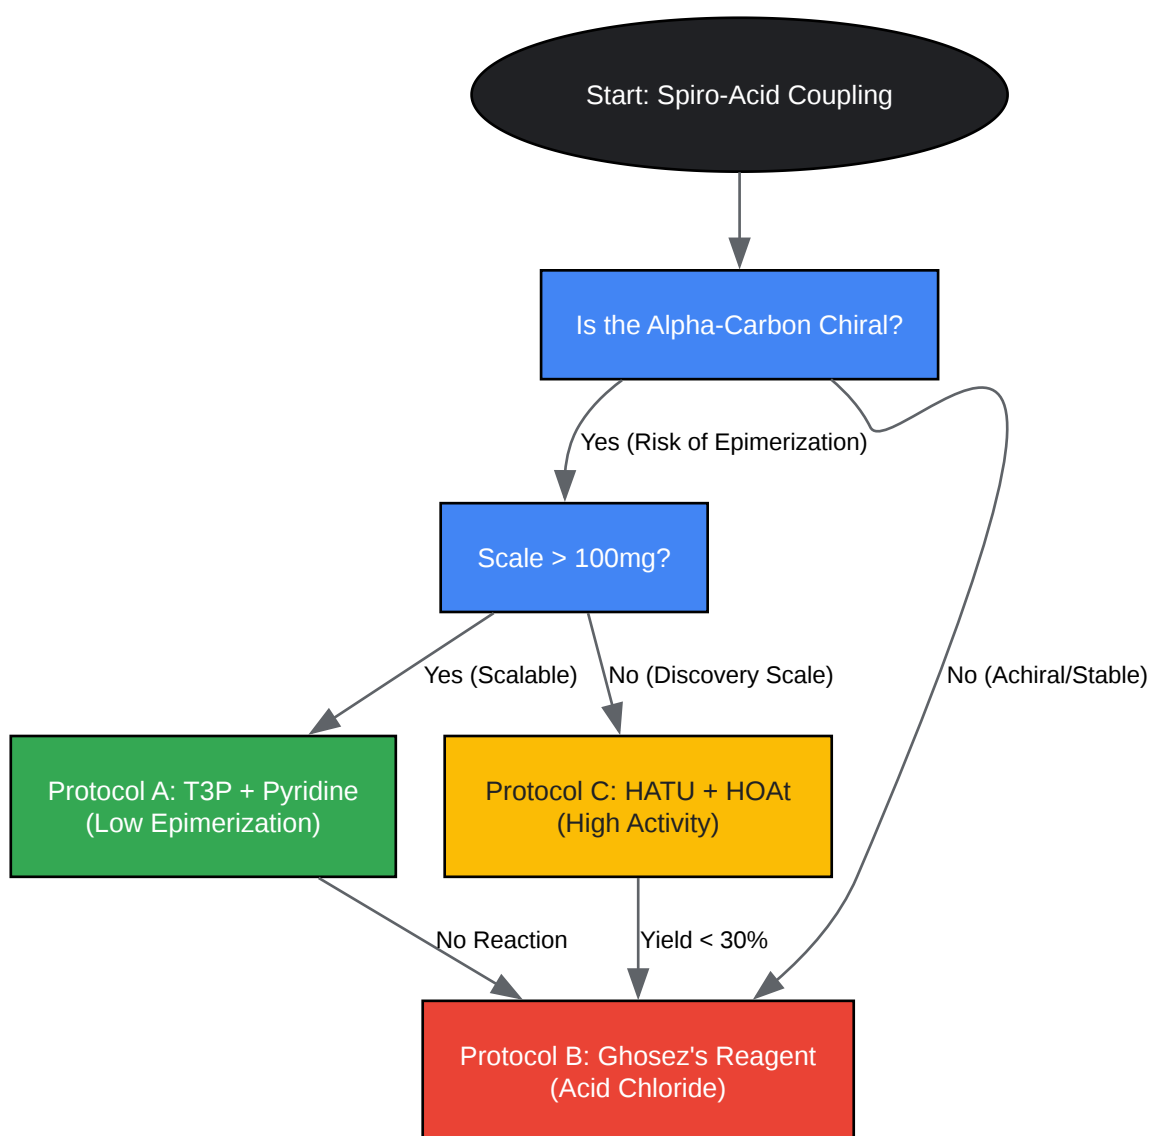 Start: Spiro-Acid Coupling
Is the Alpha-Carbon Chiral?
Yes (Risk of Epimerization)
Scale > 100mg?
Yes (Scalable)
No (Discovery Scale)
No (Achiral/Stable)
Protocol A: T3P + Pyridine
(Low Epimerization)
Protocol C: HATU + HOAt
(High Activity)
No Reaction
Yield < 30%
Protocol B: Ghosez's Reagent
(Acid Chloride)